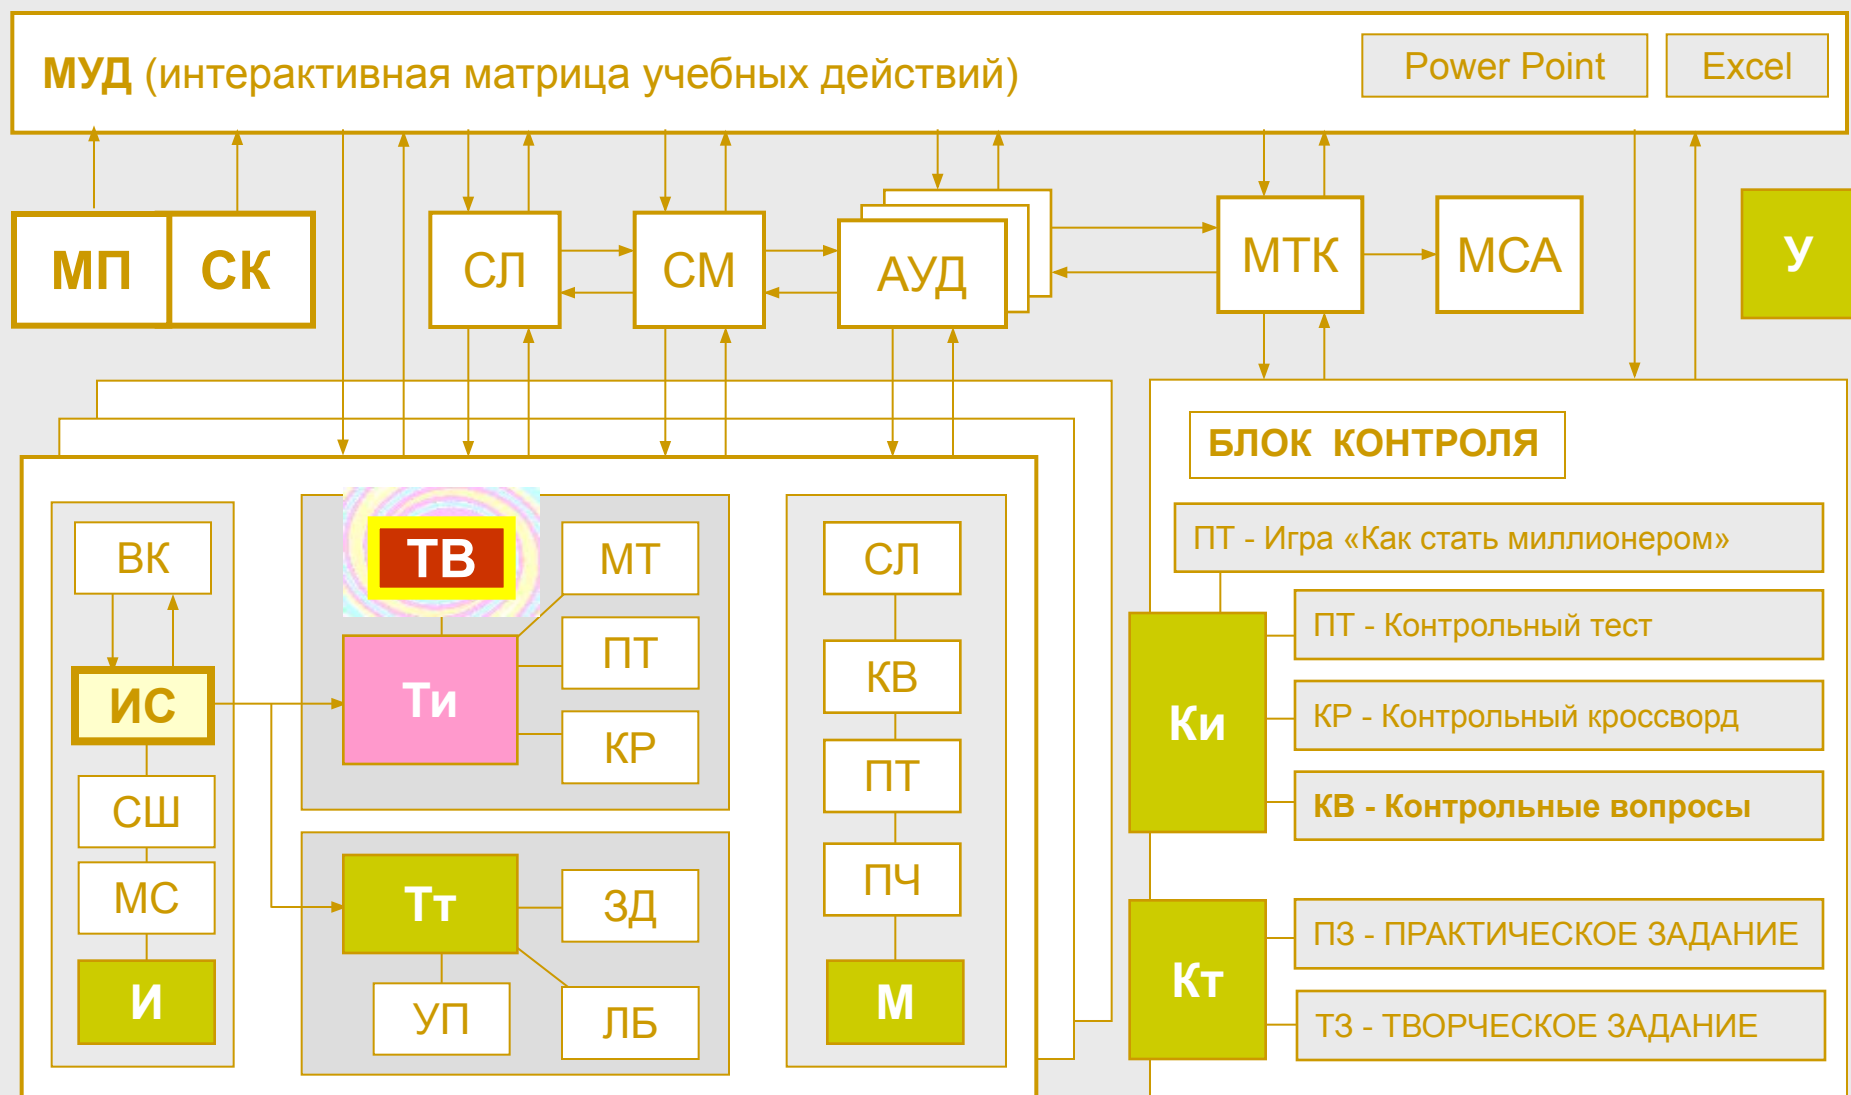 МУД (интерактивная матрица учебных действий)
Power Point
Excel
МП
СК
СЛ
СМ
АУД
МТК
МСА
У
БЛОК КОНТРОЛЯ
ПТ - Игра «Как стать миллионером»
Ки
ПТ - Контрольный тест
КР - Контрольный кроссворд
КВ - Контрольные вопросы
Кт
ПЗ - ПРАКТИЧЕСКОЕ ЗАДАНИЕ
ТЗ - ТВОРЧЕСКОЕ ЗАДАНИЕ
ВК
ИС
СШ
МС
И
ТВ
МТ
Ти
ПТ
КР
Тт
ЗД
УП
ЛБ
СЛ
КВ
ПТ
ПЧ
М